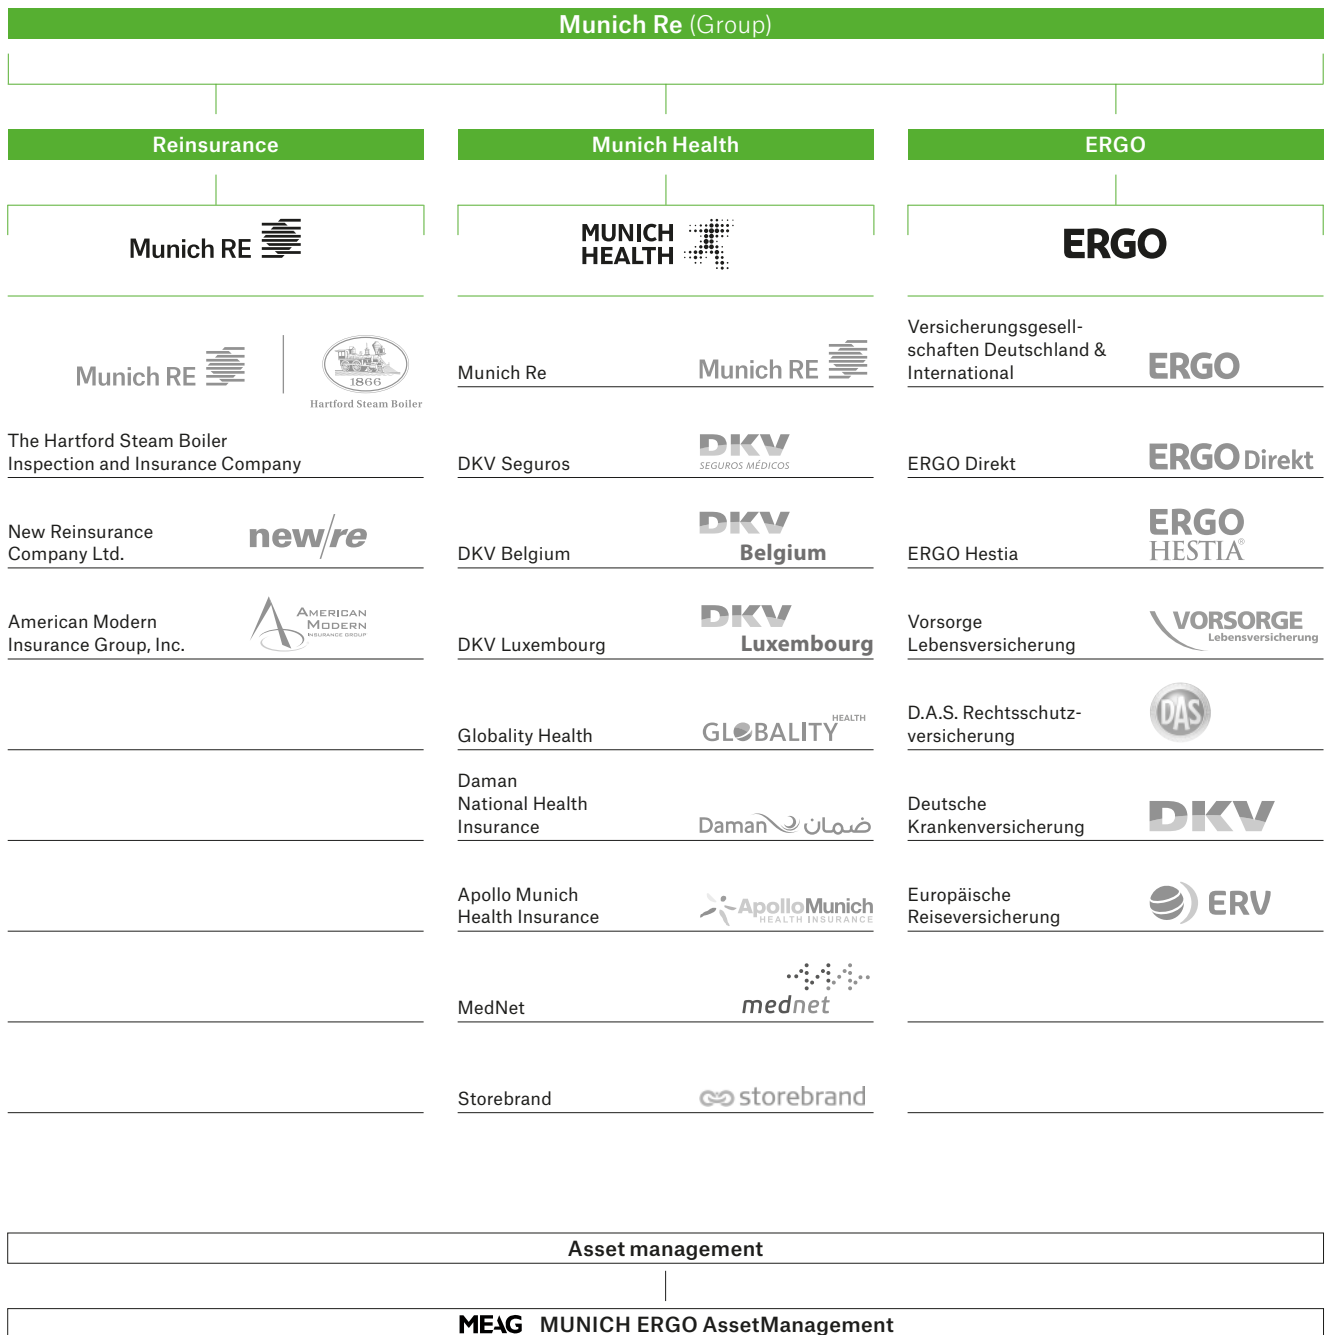 Munich Re (Group)
Reinsurance
Munich RE
Munich RE
1866
Hartford Steam Boiler
The Hartford Steam Boiler
Inspection and Insurance Company
New Reinsurance
Company Ltd.
new/re
American Modern
Insurance Group, Inc.
AMERICAN
MODERN
INSURANCE GROUP
Munich Health
MUNICH
HEALTH
Munich Re
Munich RE
DKV Seguros
DKV
SEGUROS MÉDICOS
DKV Belgium
DKV
Belgium
DKV Luxembourg
DKV
Luxembourg
Globality Health
GLOBALITY HEALTH
Daman
National Health
Insurance
Daman ضمان
Apollo Munich
Health Insurance
ApolloMunich
HEALTH INSURANCE
MedNet
mednet
Storebrand
storebrand
ERGO
ERGO
Versicherungsgesell-
schaften Deutschland &
International
ERGO
ERGO Direkt
ERGO Direkt
ERGO Hestia
ERGO
HESTIA®
Vorsorge
Lebensversicherung
VORSORGE
Lebensversicherung
D.A.S. Rechtsschutz-
versicherung
DAS
Deutsche
Krankenversicherung
DKV
Europäische
Reiseversicherung
ERV
Asset management
MEAG MUNICH ERGO AssetManagement